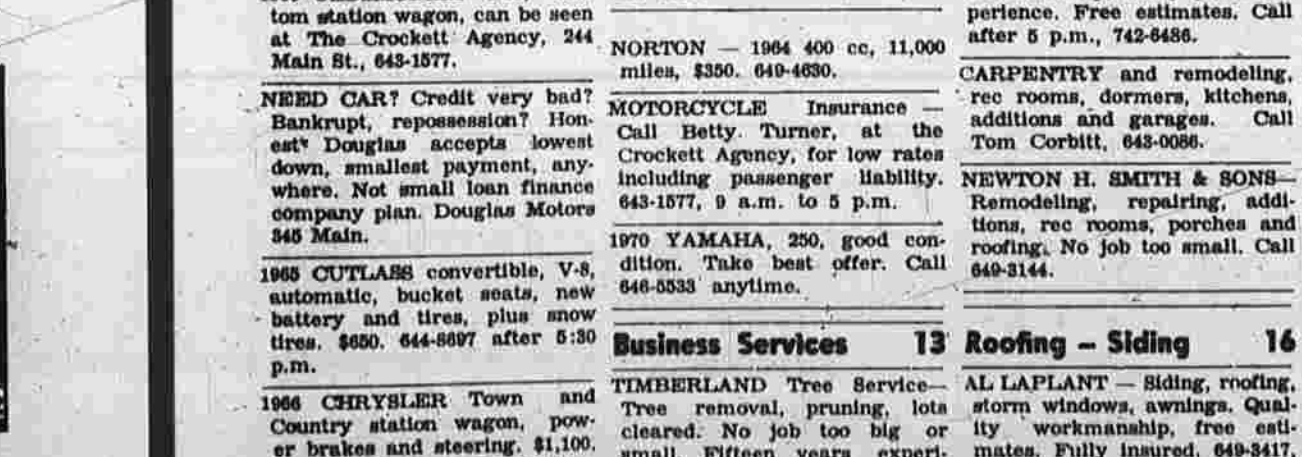 tom station wagon, can be seen
at The Crockett Agency, 244
Main St., 643-1577.
NEED CAR? Credit very bad?
Bankrupt, repossession? Hon-
est Douglas accepts lowest
down, smallest payment, any-
where. Not small loan finance
company plan. Douglas Motors
345 Main.
1965 CUTLASS convertible, V-8,
automatic, bucket seats, new
battery and tires, plus snow
tires. $650. 644-8697 after 5:30
p.m.
1966 CHRYSLER Town and
Country station wagon, pow-
er brakes and steering. $1,100.
NORTON — 1964 400 cc, 11,000
miles, $350. 649-4630.
MOTORCYCLE Insurance —
Call Betty. Turner, at the
Crockett Agency, for low rates
including passenger liability.
643-1577, 9 a.m. to 5 p.m.
1970 YAMAHA, 250, good con-
dition. Take best offer. Call
646-5533 anytime.
Business Services 13
TIMBERLAND Tree Service—
Tree removal, pruning, lots
cleared. No job too big or
small. Fifteen years experi-
perience. Free estimates. Call
after 5 p.m., 742-6486.
CARPENTRY and remodeling,
rec rooms, dormers, kitchens,
additions and garages. Call
Tom Corbitt, 643-0086.
NEWTON H. SMITH & SONS—
Remodeling, repairing, addi-
tions, rec rooms, porches and
roofing. No job too small. Call
649-3144.
Roofing — Siding 16
AL LAPLANT — Siding, roofing,
storm windows, awnings. Qual-
ity workmanship, free esti-
mates. Fully insured. 649-3417,